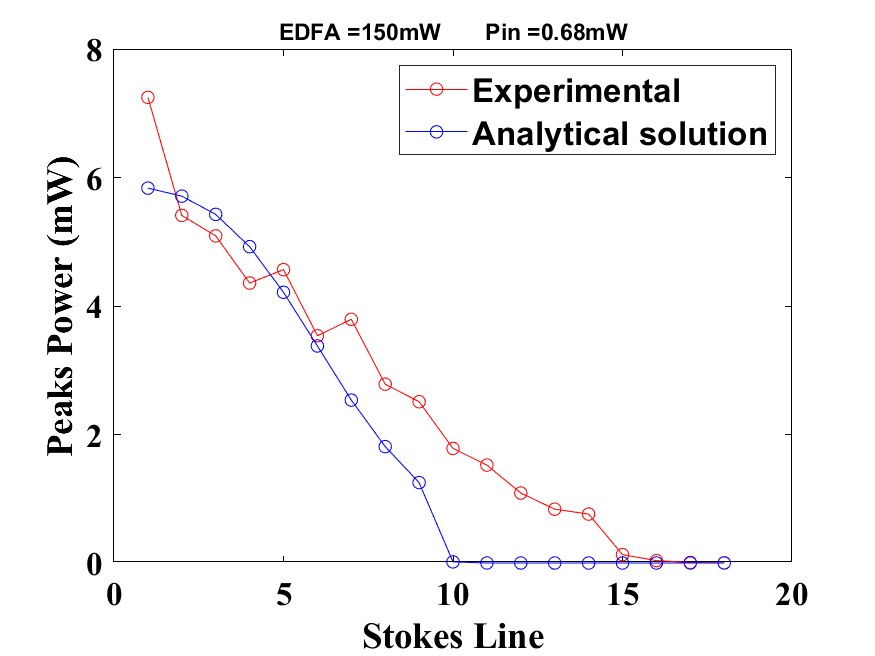 EDFA =150mW Pin =0.68mW
Experimental
Analytical solution
Peaks Power (mW)
8
6
4
2
0
0 5 10 15 20
Stokes Line